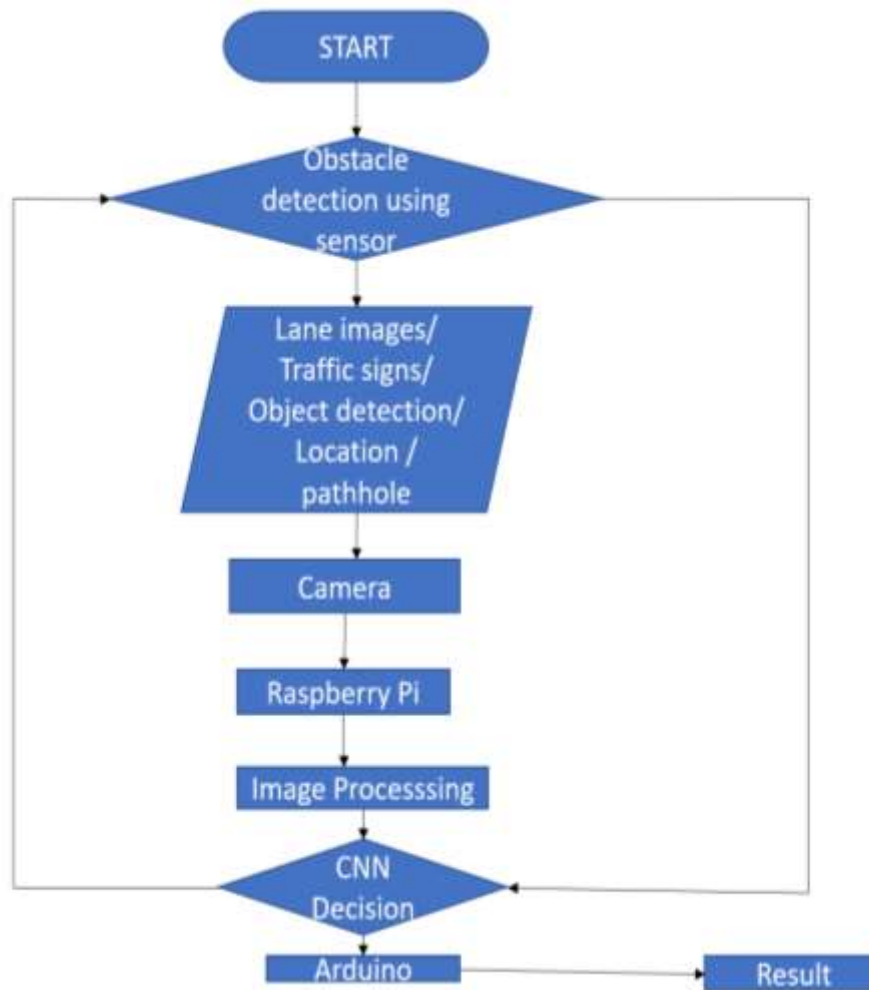 START
Obstacle
detection using
sensor
Lane images/
Traffic signs/
Object detection/
Location /
pathhole
Camera
Raspberry Pi
Image Processsing
CNN
Decision
Arduino
Result